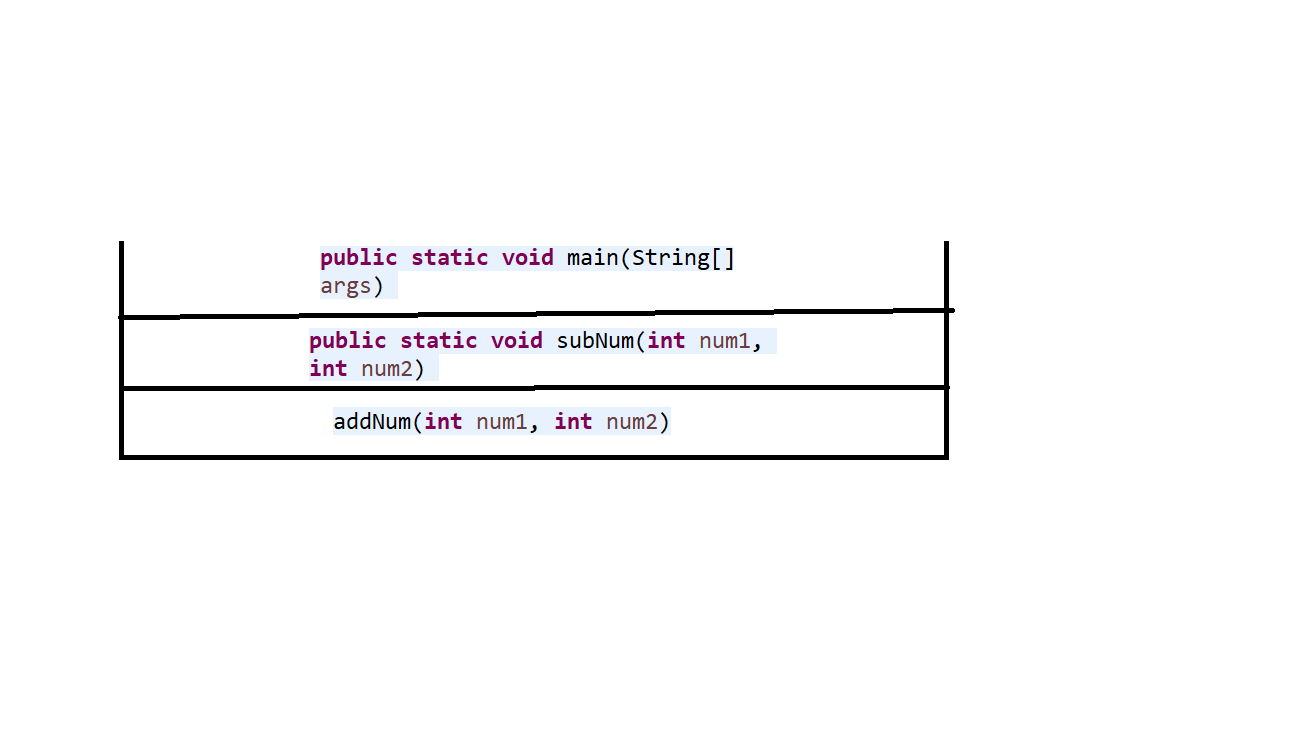 public static void main(String[]
args)
public static void subNum(int num1,
int num2)
addNum(int num1, int num2)